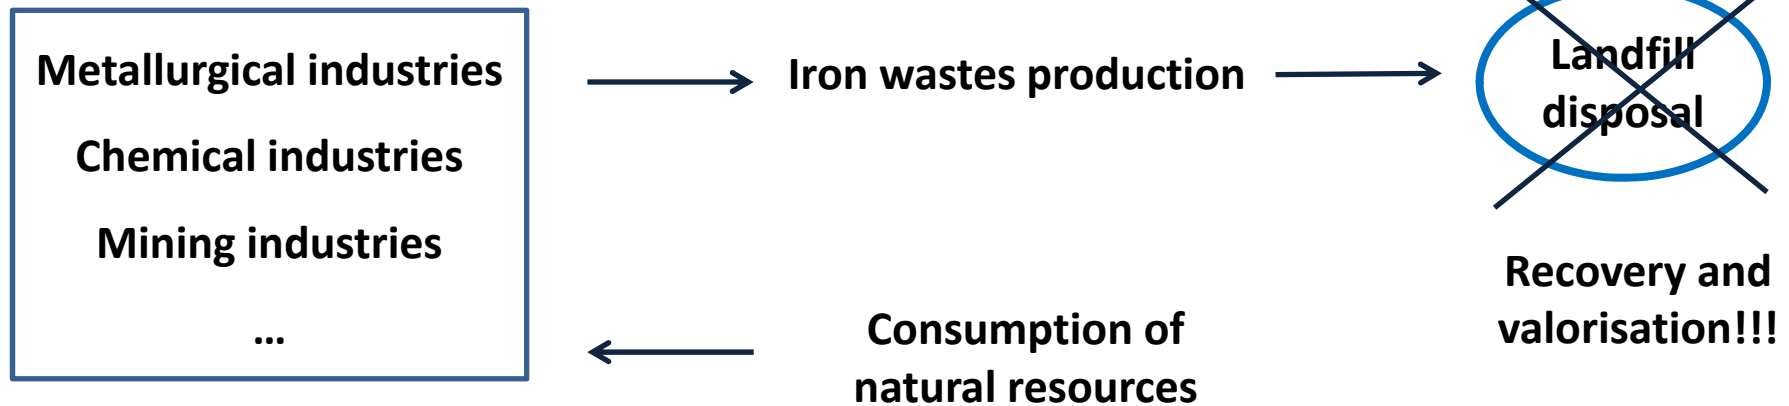 Metallurgical industries
Chemical industries
Mining industries
...
Iron wastes production
Landfill
disposal
Recovery and
valorisation!!!
Consumption of
natural resources